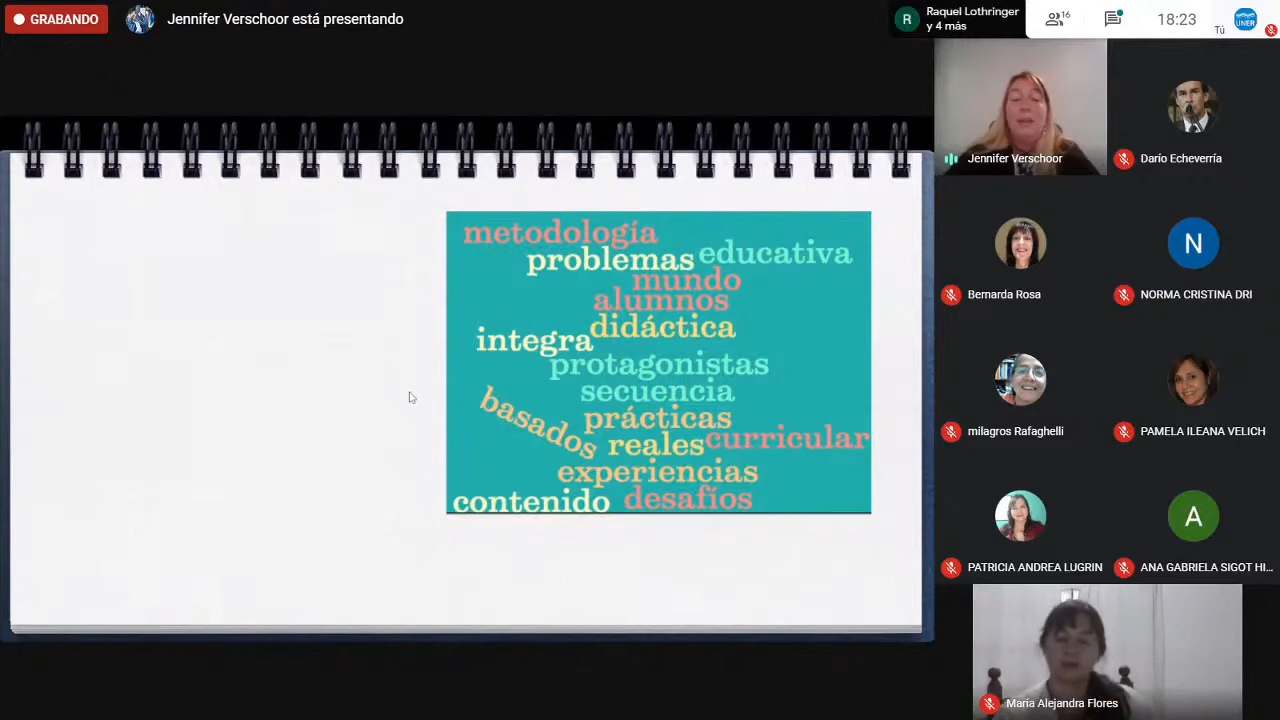 GRABANDO
Jennifer Verschoor está presentando
R
Raquel Lothringer
y 4 más
16
18:23
Tú
UNER
metodología
problemas educativa
mundo
alumnos
integra didáctica
protagonistas
secuencia
basados prácticas
reales curricular
experiencias
contenido desafíos
Jennifer Verschoor
Darío Echeverría
N
Bernarda Rosa
NORMA CRISTINA DRI
milagros Rafaghelli
PAMELA ILEANA VELICH
A
PATRICIA ANDREA LUGRIN
ANA GABRIELA SIGOT HI...
María Alejandra Flores